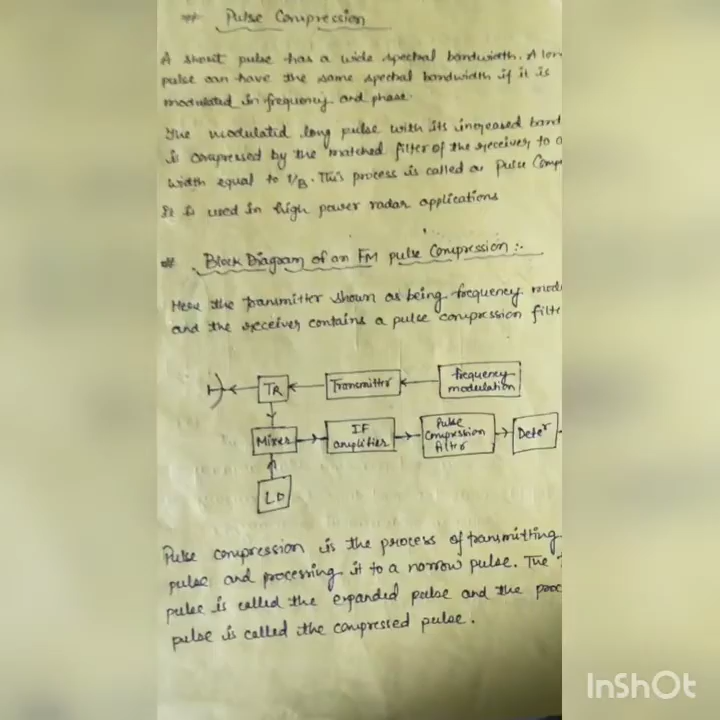 # Pulse Compression
A short pulse has a wide spectral bandwidth. A lon
pulse can have the same spectral bandwidth if it is
modulated in frequency and phase.
The modulated long pulse with its increased band
is compressed by the matched filter of the receiver to a
width equal to 1/B. This process is called as Pulse Comp
It is used in high power radar applications
# Block Diagram of an FM pulse Compression :-
Here the transmitter shown as being frequency mod
and the receiver contains a pulse compression filte
TR
Transmitter
frequency
modulation
Mixer
IF
amplifier
Pulse
Compression
filter
Deter
LO
Pulse compression is the process of transmitting
pulse and processing it to a narrow pulse. The
pulse is called the expanded pulse and the proc
pulse is called the compressed pulse.
InShOt